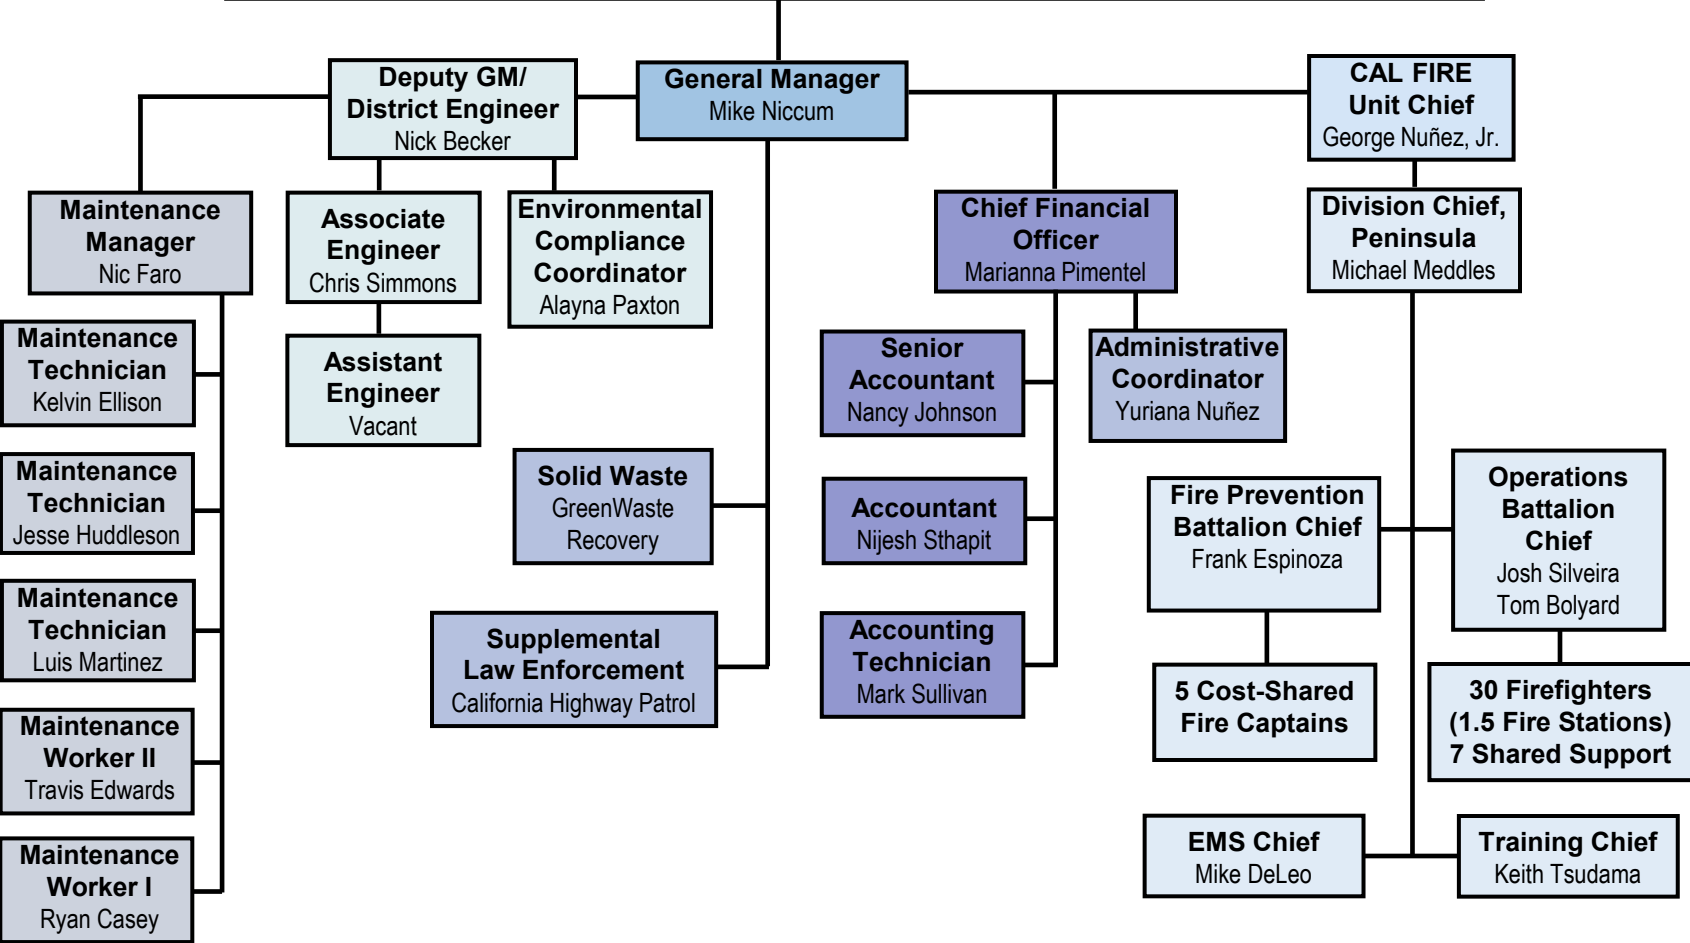 Deputy GM/
District Engineer
Nick Becker
General Manager
Mike Niccum
CAL FIRE
Unit Chief
George Nuñez, Jr.
Maintenance
Manager
Nic Faro
Associate
Engineer
Chris Simmons
Environmental
Compliance
Coordinator
Alayna Paxton
Chief Financial
Officer
Marianna Pimentel
Division Chief,
Peninsula
Michael Meddles
Maintenance
Technician
Kelvin Ellison
Assistant
Engineer
Vacant
Senior
Accountant
Nancy Johnson
Administrative
Coordinator
Yuriana Nuñez
Maintenance
Technician
Jesse Huddleson
Solid Waste
GreenWaste
Recovery
Accountant
Nijesh Sthapit
Fire Prevention
Battalion Chief
Frank Espinoza
Operations
Battalion
Chief
Josh Silveira
Tom Bolyard
Maintenance
Technician
Luis Martinez
Supplemental
Law Enforcement
California Highway Patrol
Accounting
Technician
Mark Sullivan
5 Cost-Shared
Fire Captains
30 Firefighters
(1.5 Fire Stations)
7 Shared Support
Maintenance
Worker II
Travis Edwards
EMS Chief
Mike DeLeo
Training Chief
Keith Tsudama
Maintenance
Worker I
Ryan Casey